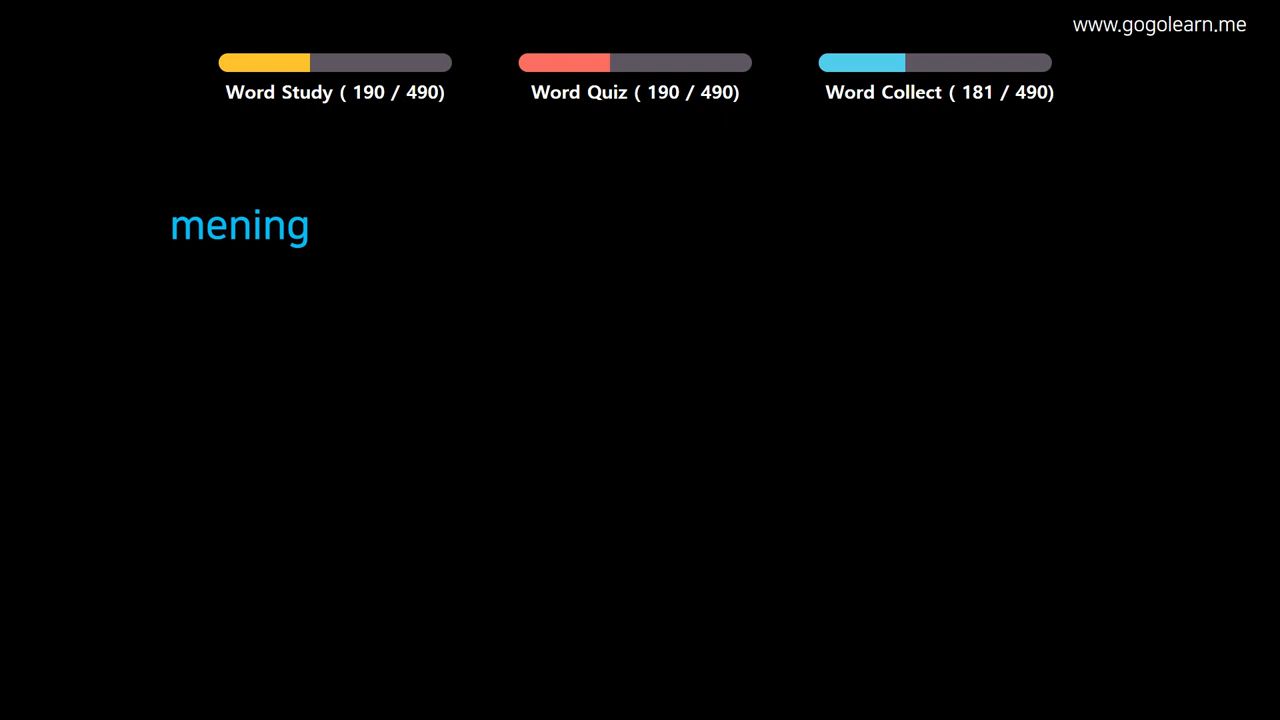 www.gogolearn.me
Word Study ( 190 / 490)
Word Quiz ( 190 / 490)
Word Collect ( 181 / 490)
mening